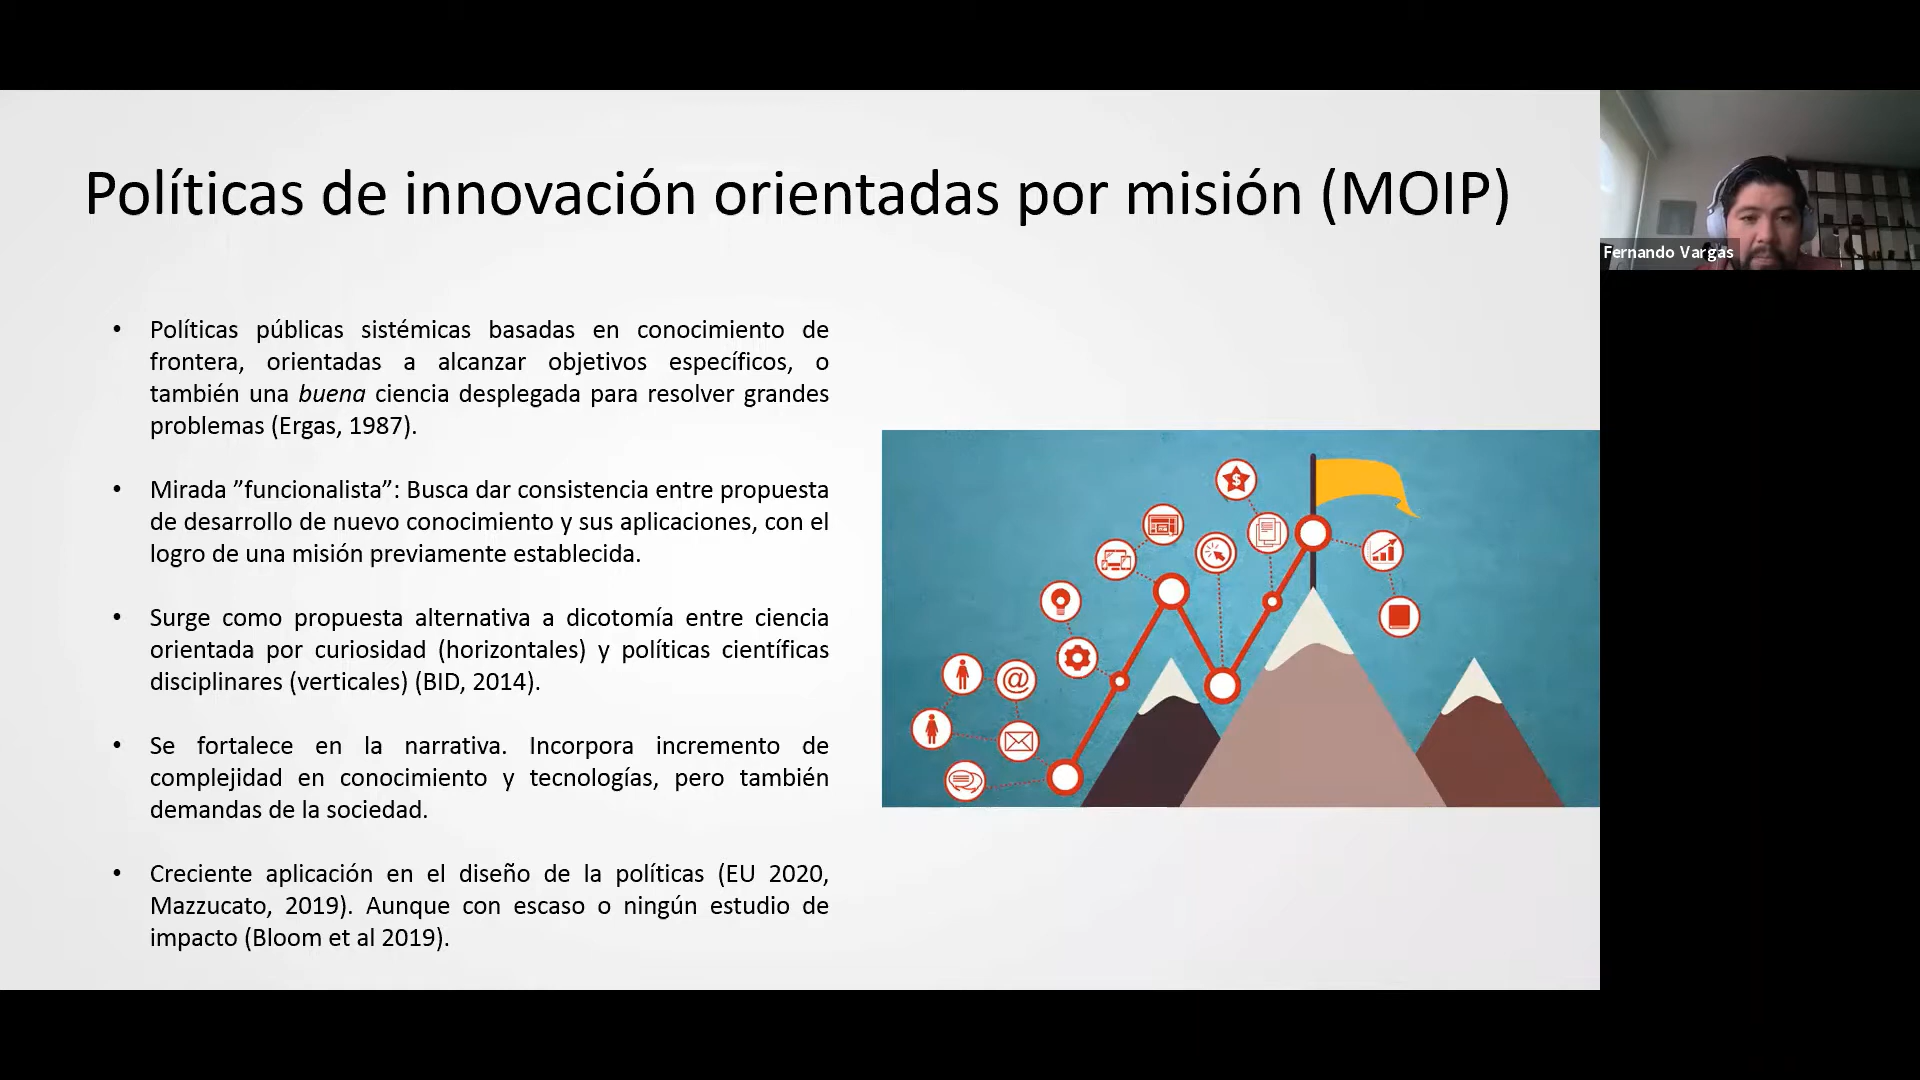 Políticas de innovación orientadas por misión (MOIP)
Fernando Vargas
• Políticas públicas sistémicas basadas en conocimiento de
frontera, orientadas a alcanzar objetivos específicos, o
también una buena ciencia desplegada para resolver grandes
problemas (Ergas, 1987).
• Mirada ”funcionalista”: Busca dar consistencia entre propuesta
de desarrollo de nuevo conocimiento y sus aplicaciones, con el
logro de una misión previamente establecida.
• Surge como propuesta alternativa a dicotomía entre ciencia
orientada por curiosidad (horizontales) y políticas científicas
disciplinares (verticales) (BID, 2014).
• Se fortalece en la narrativa. Incorpora incremento de
complejidad en conocimiento y tecnologías, pero también
demandas de la sociedad.
• Creciente aplicación en el diseño de la políticas (EU 2020,
Mazzucato, 2019). Aunque con escaso o ningún estudio de
impacto (Bloom et al 2019).
$
@